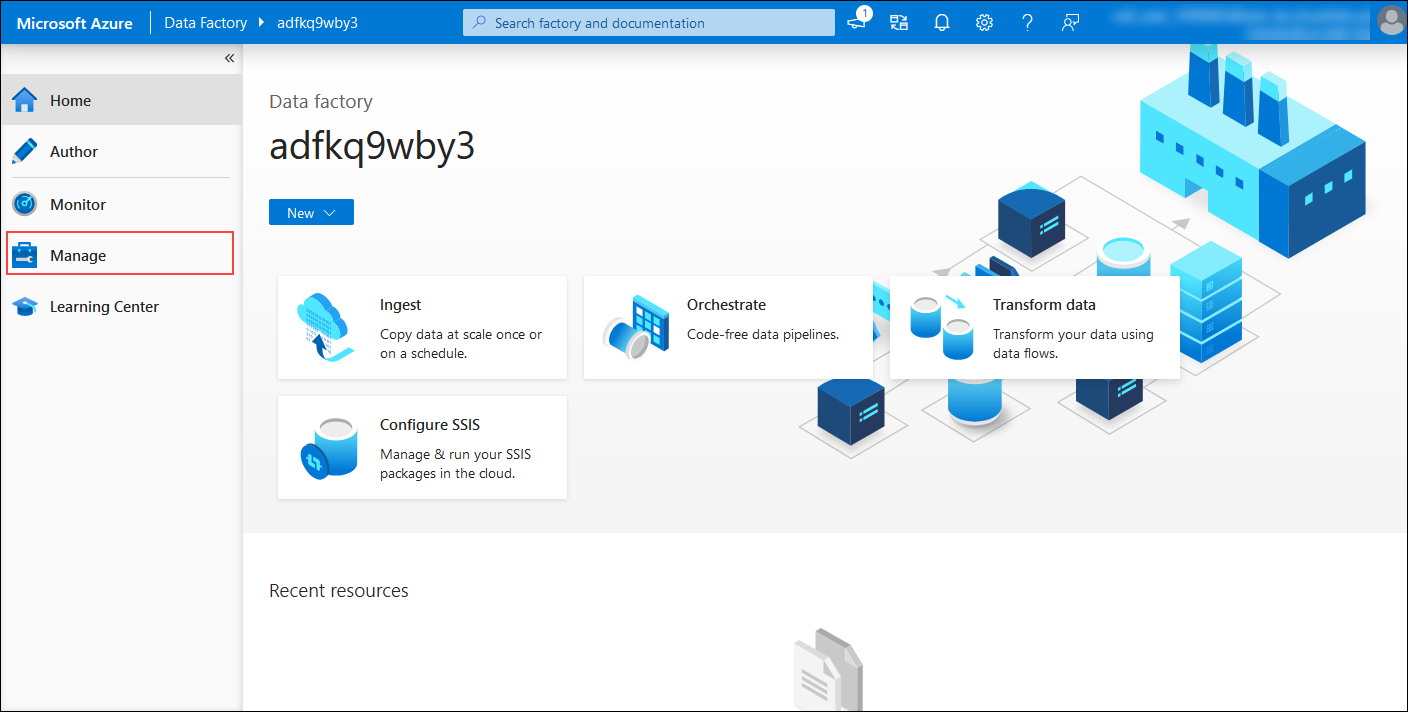 Microsoft Azure
Data Factory
adfkq9wby3
Search factory and documentation
1
Home
Author
Monitor
Manage
Learning Center
Data factory
adfkq9wby3
New
Ingest
Copy data at scale once or
on a schedule.
Orchestrate
Code-free data pipelines.
Transform data
Transform your data using
data flows.
Configure SSIS
Manage & run your SSIS
packages in the cloud.
Recent resources